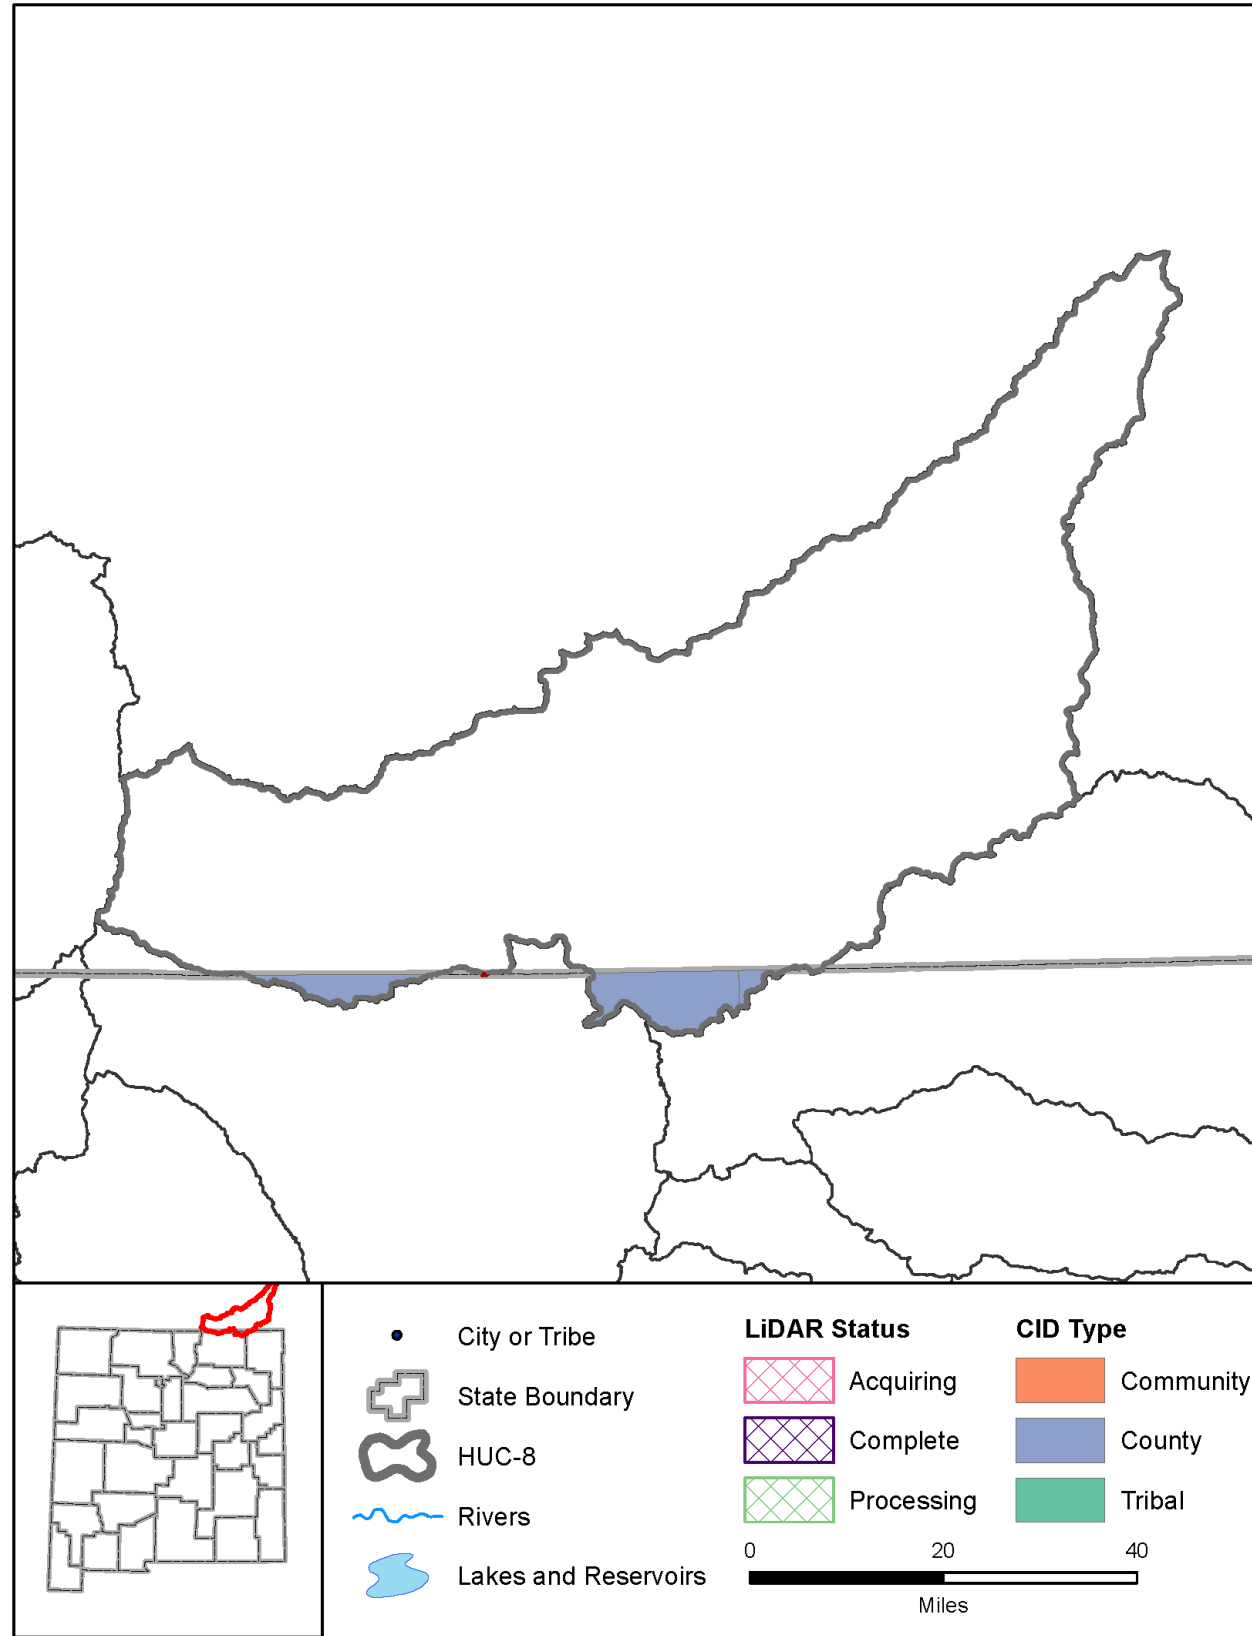 City or Tribe
State Boundary
HUC-8
Rivers
Lakes and Reservoirs
LiDAR Status
Acquiring
Complete
Processing
CID Type
Community
County
Tribal
0 20 40
Miles